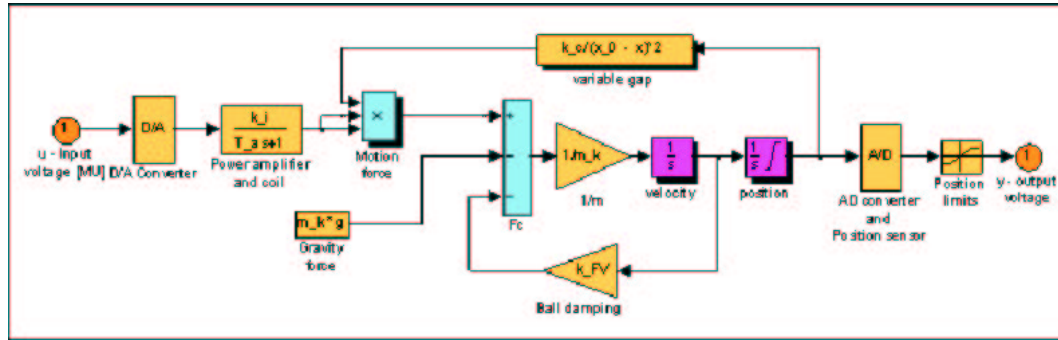 k_c/(x_0 - x)^2
variable gap
1
u - Input
voltage [MU]
D/A
D/A Converter
k_i
T_a s+1
Power amplifier
and coil
×
Motion
force
m_k*g
Gravity
force
+
−
−
Fc
1/m_k
1/m
1
s
velocity
1
s
position
k_FV
Ball damping
A/D
AD converter
and
Position sensor
Position
limits
1
y- output
voltage